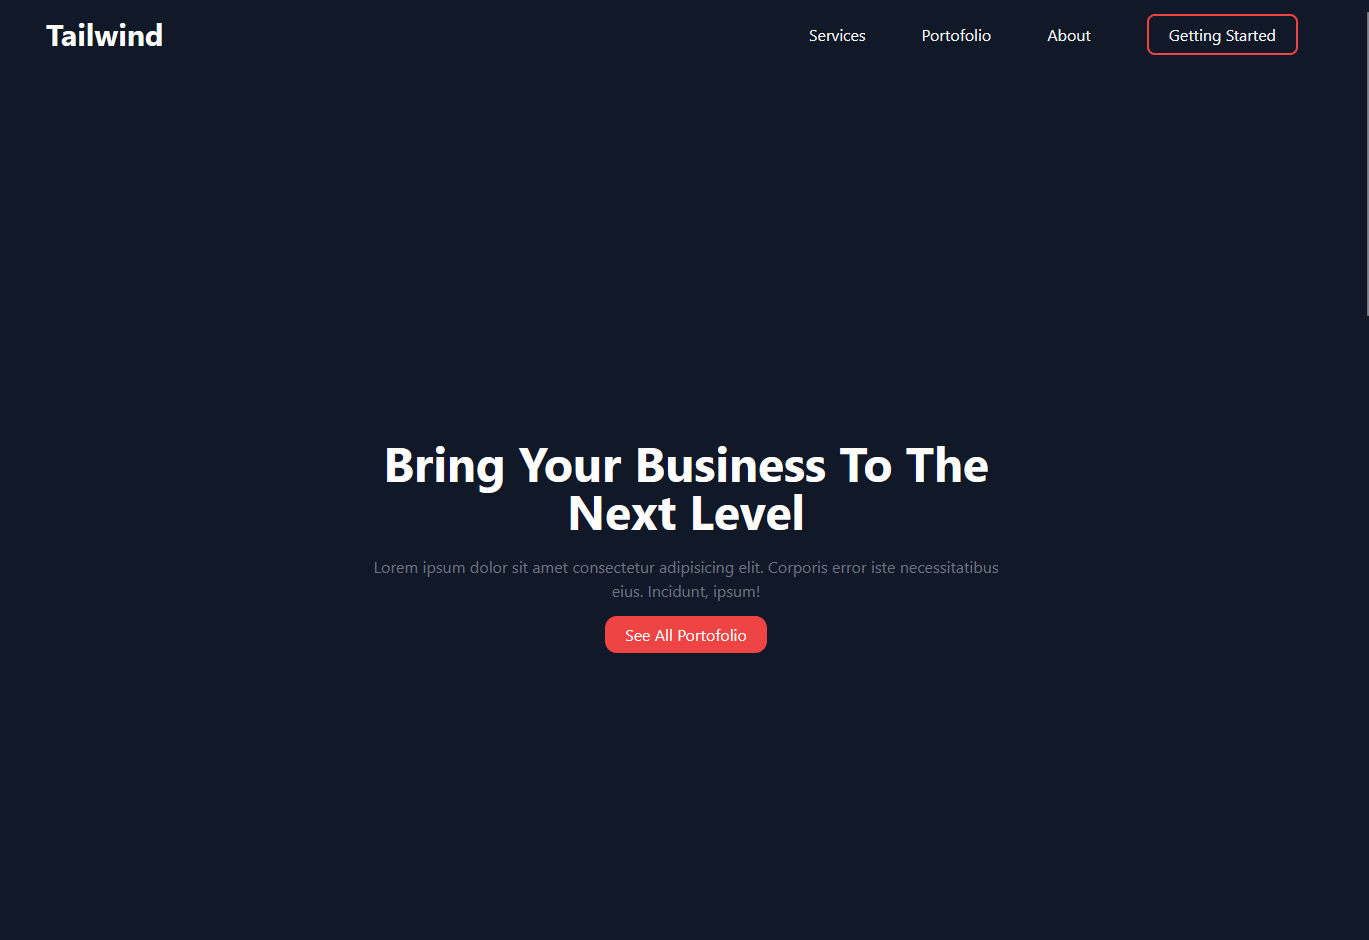 Tailwind
Services
Portofolio
About
Getting Started
Bring Your Business To The
Next Level
Lorem ipsum dolor sit amet consectetur adipisicing elit. Corporis error iste necessitatibus
eius. Incidunt, ipsum!
See All Portofolio